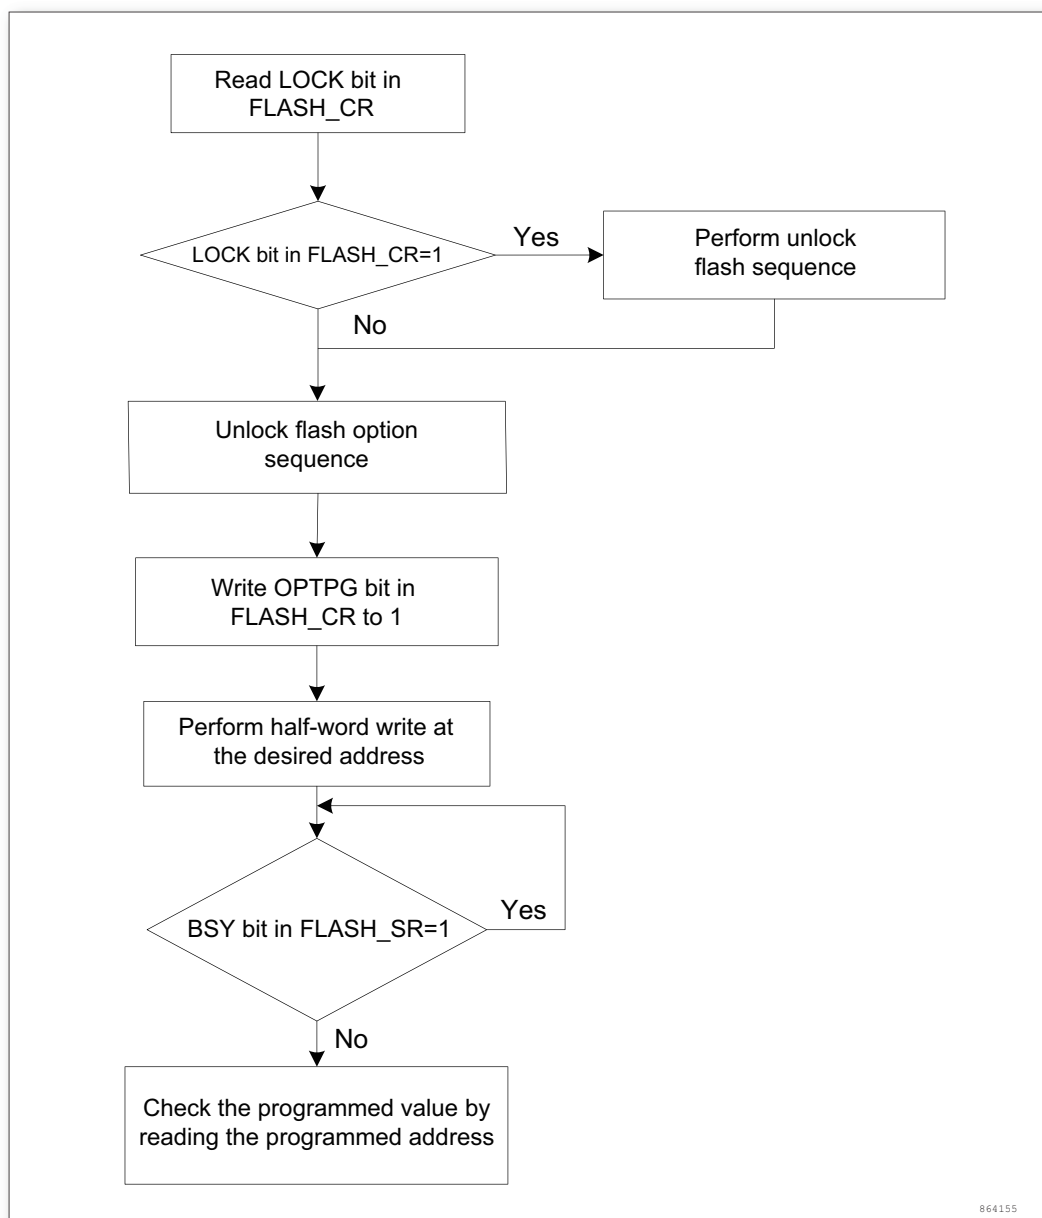 Read LOCK bit in
FLASH_CR
LOCK bit in FLASH_CR=1
Yes
Perform unlock
flash sequence
No
Unlock flash option
sequence
Write OPTPG bit in
FLASH_CR to 1
Perform half-word write at
the desired address
BSY bit in FLASH_SR=1
Yes
No
Check the programmed value by
reading the programmed address
864155